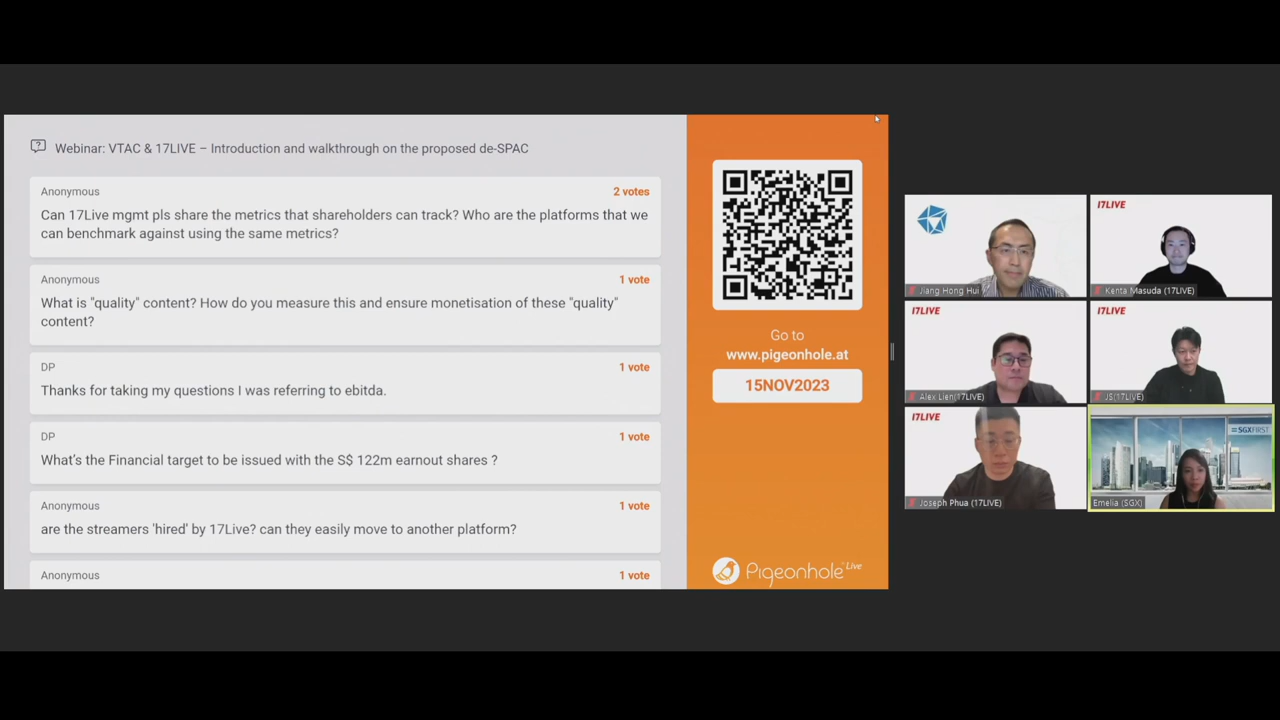 Webinar: VTAC & 17LIVE – Introduction and walkthrough on the proposed de-SPAC
Anonymous
2 votes
Can 17Live mgmt pls share the metrics that shareholders can track? Who are the platforms that we
can benchmark against using the same metrics?
Anonymous
1 vote
What is "quality" content? How do you measure this and ensure monetisation of these "quality"
content?
DP
1 vote
Thanks for taking my questions I was referring to ebitda.
DP
1 vote
What's the Financial target to be issued with the S$ 122m earnout shares ?
Anonymous
1 vote
are the streamers 'hired' by 17Live? can they easily move to another platform?
Anonymous
1 vote
Go to
www.pigeonhole.at
15NOV2023
Pigeonhole Live
Jiang Hong Hui
17LIVE
Kenta Masuda (17LIVE)
17LIVE
Alex Lien(17LIVE)
17LIVE
JS(17LIVE)
17LIVE
Joseph Phua (17LIVE)
SGXFIRST
Emelia (SGX)